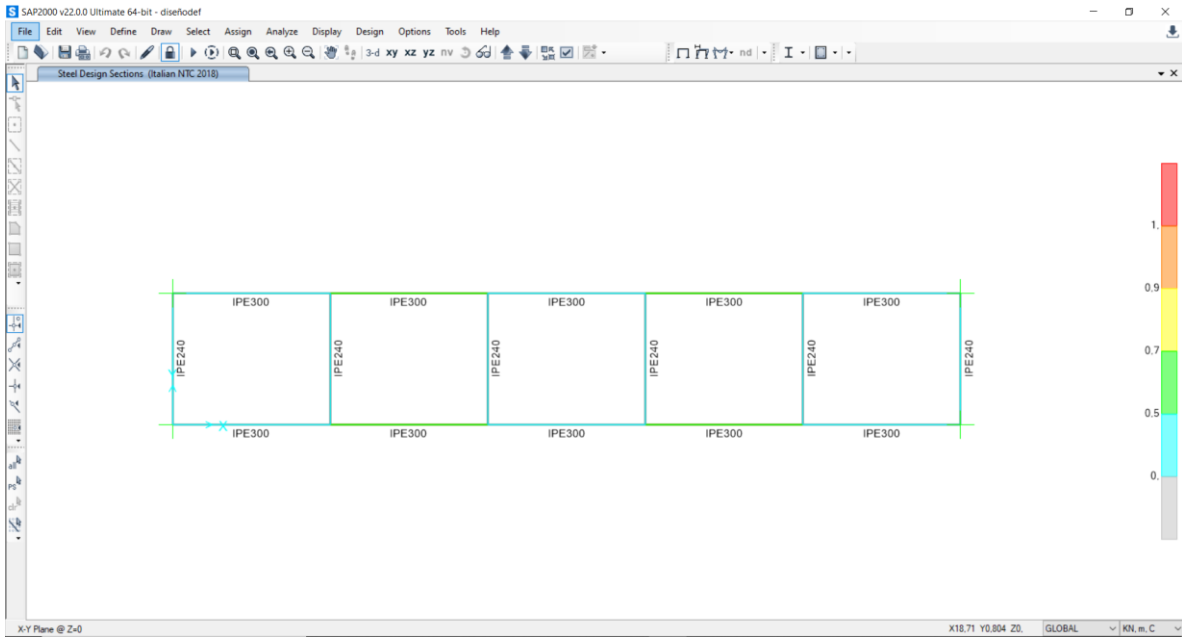 SAP2000 v22.0.0 Ultimate 64-bit - diseñodef
File Edit View Define Draw Select Assign Analyze Display Design Options Tools Help
3-d xy xz yz nv nd
Steel Design Sections (Italian NTC 2018)
1.
0.9
0.7
0.5
0.
IPE300 IPE300 IPE300 IPE300 IPE300
IPE240 IPE240 IPE240 IPE240 IPE240 IPE240
X
IPE300 IPE300 IPE300 IPE300 IPE300
all
PS
clr
X-Y Plane @ Z=0
X18,71 Y0,804 Z0, GLOBAL KN, m, C